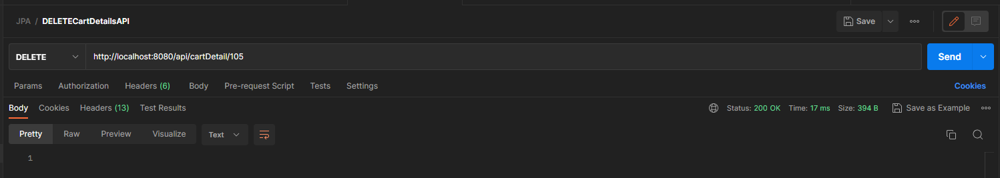 JPA / DELETECartDetailsAPI
Save
DELETE
http://localhost:8080/api/cartDetail/105
Send
Params Authorization Headers (6) Body Pre-request Script Tests Settings
Cookies
Body Cookies Headers (13) Test Results
Status: 200 OK Time: 17 ms Size: 394 B
Save as Example
Pretty Raw Preview Visualize
Text
1